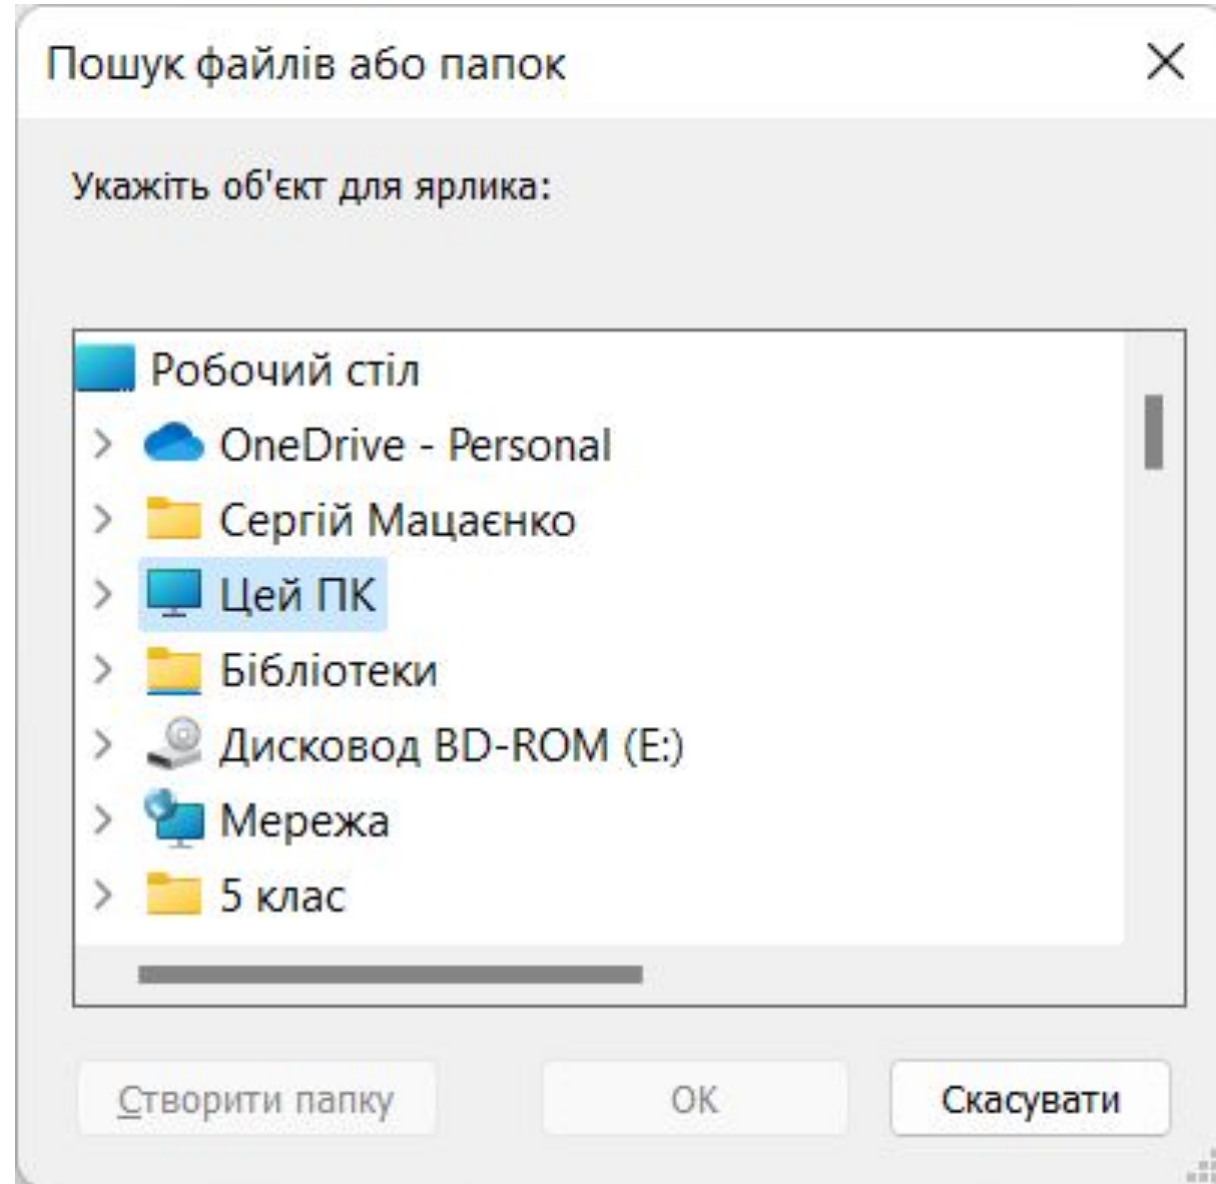 Пошук файлів або папок
Укажіть об'єкт для ярлика:
Робочий стіл
OneDrive - Personal
Сергій Мацаєнко
Цей ПК
Бібліотеки
Дисковод BD-ROM (E:)
Мережа
5 клас
Створити папку OK Скасувати